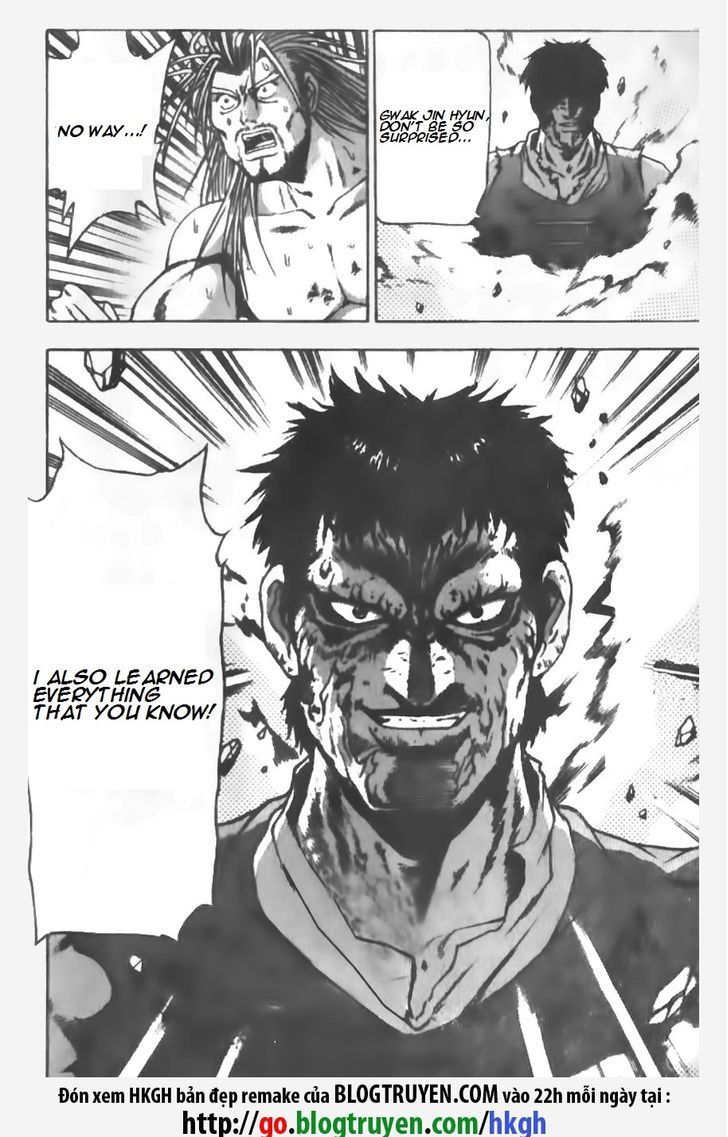 NO WAY...!
GWAK JIN HYUN,
DON'T BE SO
SURPRISED...
I ALSO LEARNED
EVERYTHING
THAT YOU KNOW!
Đón xem HKGH bản đẹp remake của BLOGTRUYEN.COM vào 22h mỗi ngày tại :
http://go.blogtruyen.com/hkgh